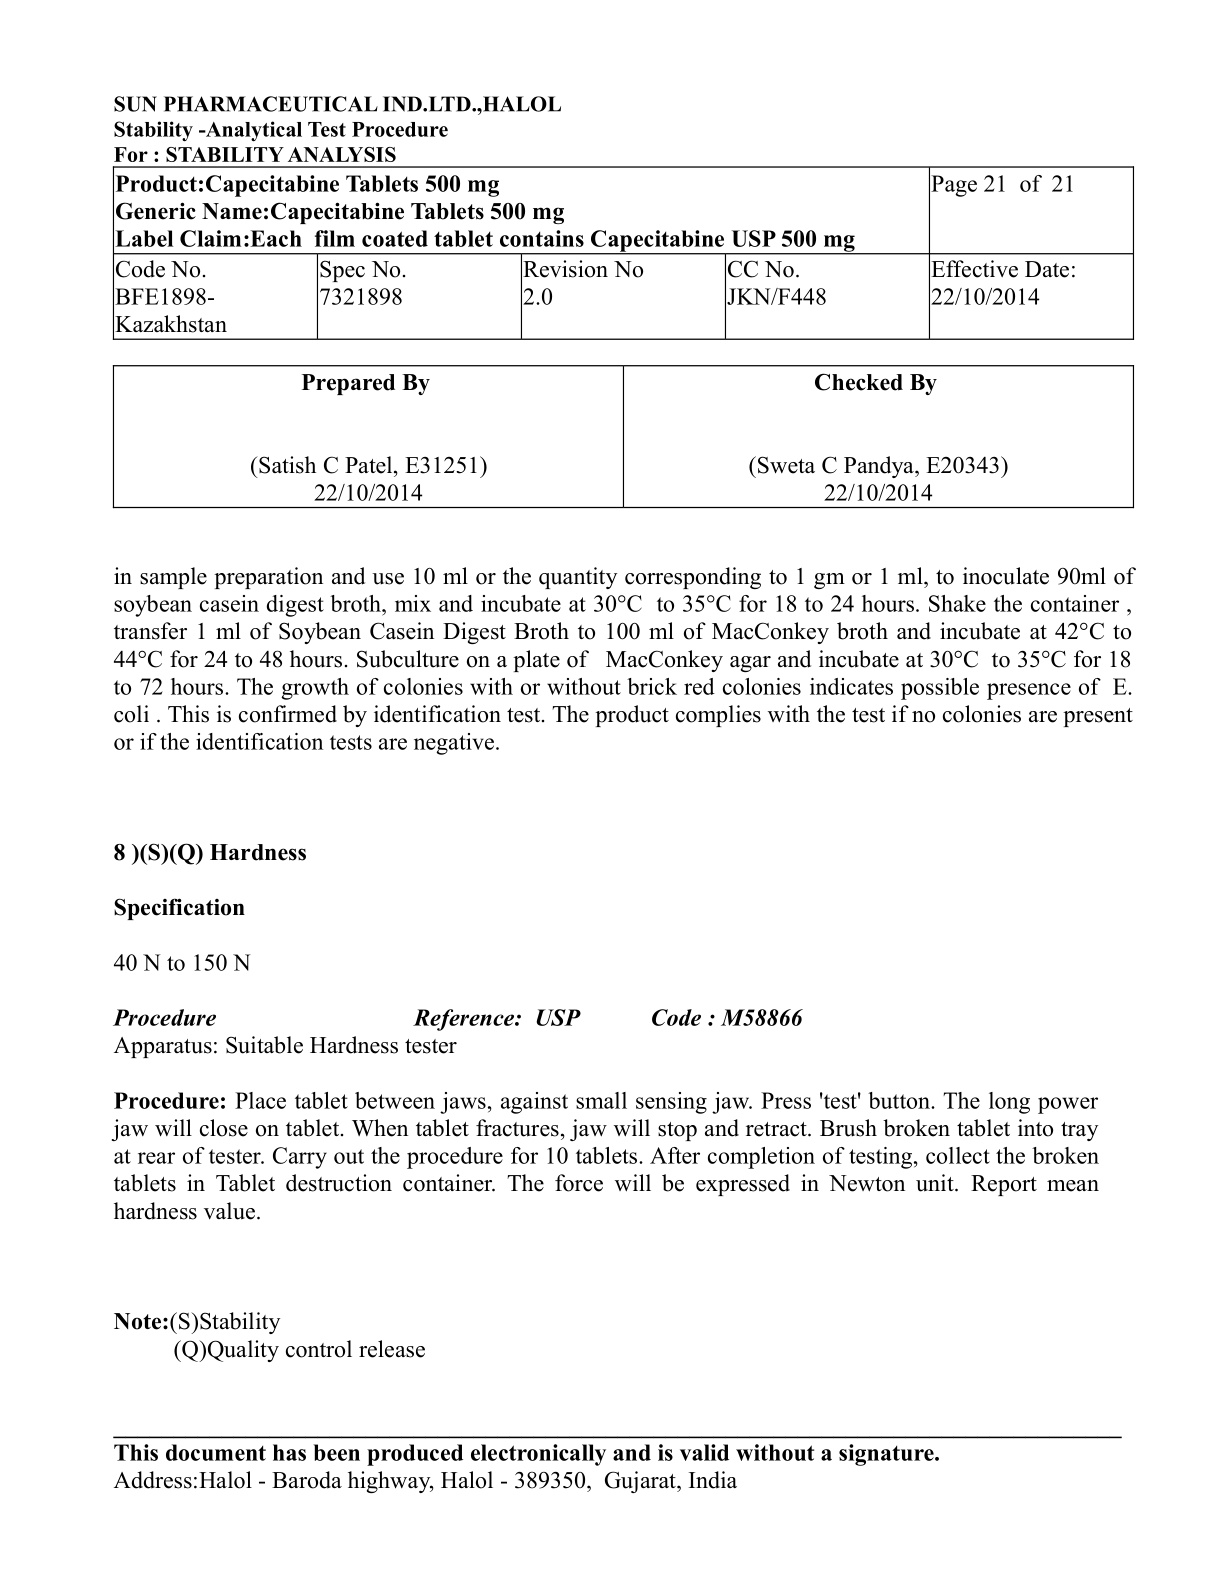 SUN PHARMACEUTICAL IND.LTD.,HALOL
Stability -Analytical Test Procedure
For : STABILITY ANALYSIS
Product:Capecitabine Tablets 500 mg
Generic Name:Capecitabine Tablets 500 mg
Label Claim:Each film coated tablet contains Capecitabine USP 500 mg
Page 21 of 21
Code No.
BFE1898-
Kazakhstan
Spec No.
7321898
Revision No
2.0
CC No.
JKN/F448
Effective Date:
22/10/2014
Prepared By
(Satish C Patel, E31251)
22/10/2014
Checked By
(Sweta C Pandya, E20343)
22/10/2014
in sample preparation and use 10 ml or the quantity corresponding to 1 gm or 1 ml, to inoculate 90ml of
soybean casein digest broth, mix and incubate at 30°C to 35°C for 18 to 24 hours. Shake the container ,
transfer 1 ml of Soybean Casein Digest Broth to 100 ml of MacConkey broth and incubate at 42°C to
44°C for 24 to 48 hours. Subculture on a plate of MacConkey agar and incubate at 30°C to 35°C for 18
to 72 hours. The growth of colonies with or without brick red colonies indicates possible presence of E.
coli . This is confirmed by identification test. The product complies with the test if no colonies are present
or if the identification tests are negative.
8 )(S)(Q) Hardness
Specification
40 N to 150 N
Procedure Reference: USP Code : M58866
Apparatus: Suitable Hardness tester
Procedure: Place tablet between jaws, against small sensing jaw. Press 'test' button. The long power
jaw will close on tablet. When tablet fractures, jaw will stop and retract. Brush broken tablet into tray
at rear of tester. Carry out the procedure for 10 tablets. After completion of testing, collect the broken
tablets in Tablet destruction container. The force will be expressed in Newton unit. Report mean
hardness value.
Note:(S)Stability
(Q)Quality control release
This document has been produced electronically and is valid without a signature.
Address:Halol - Baroda highway, Halol - 389350, Gujarat, India